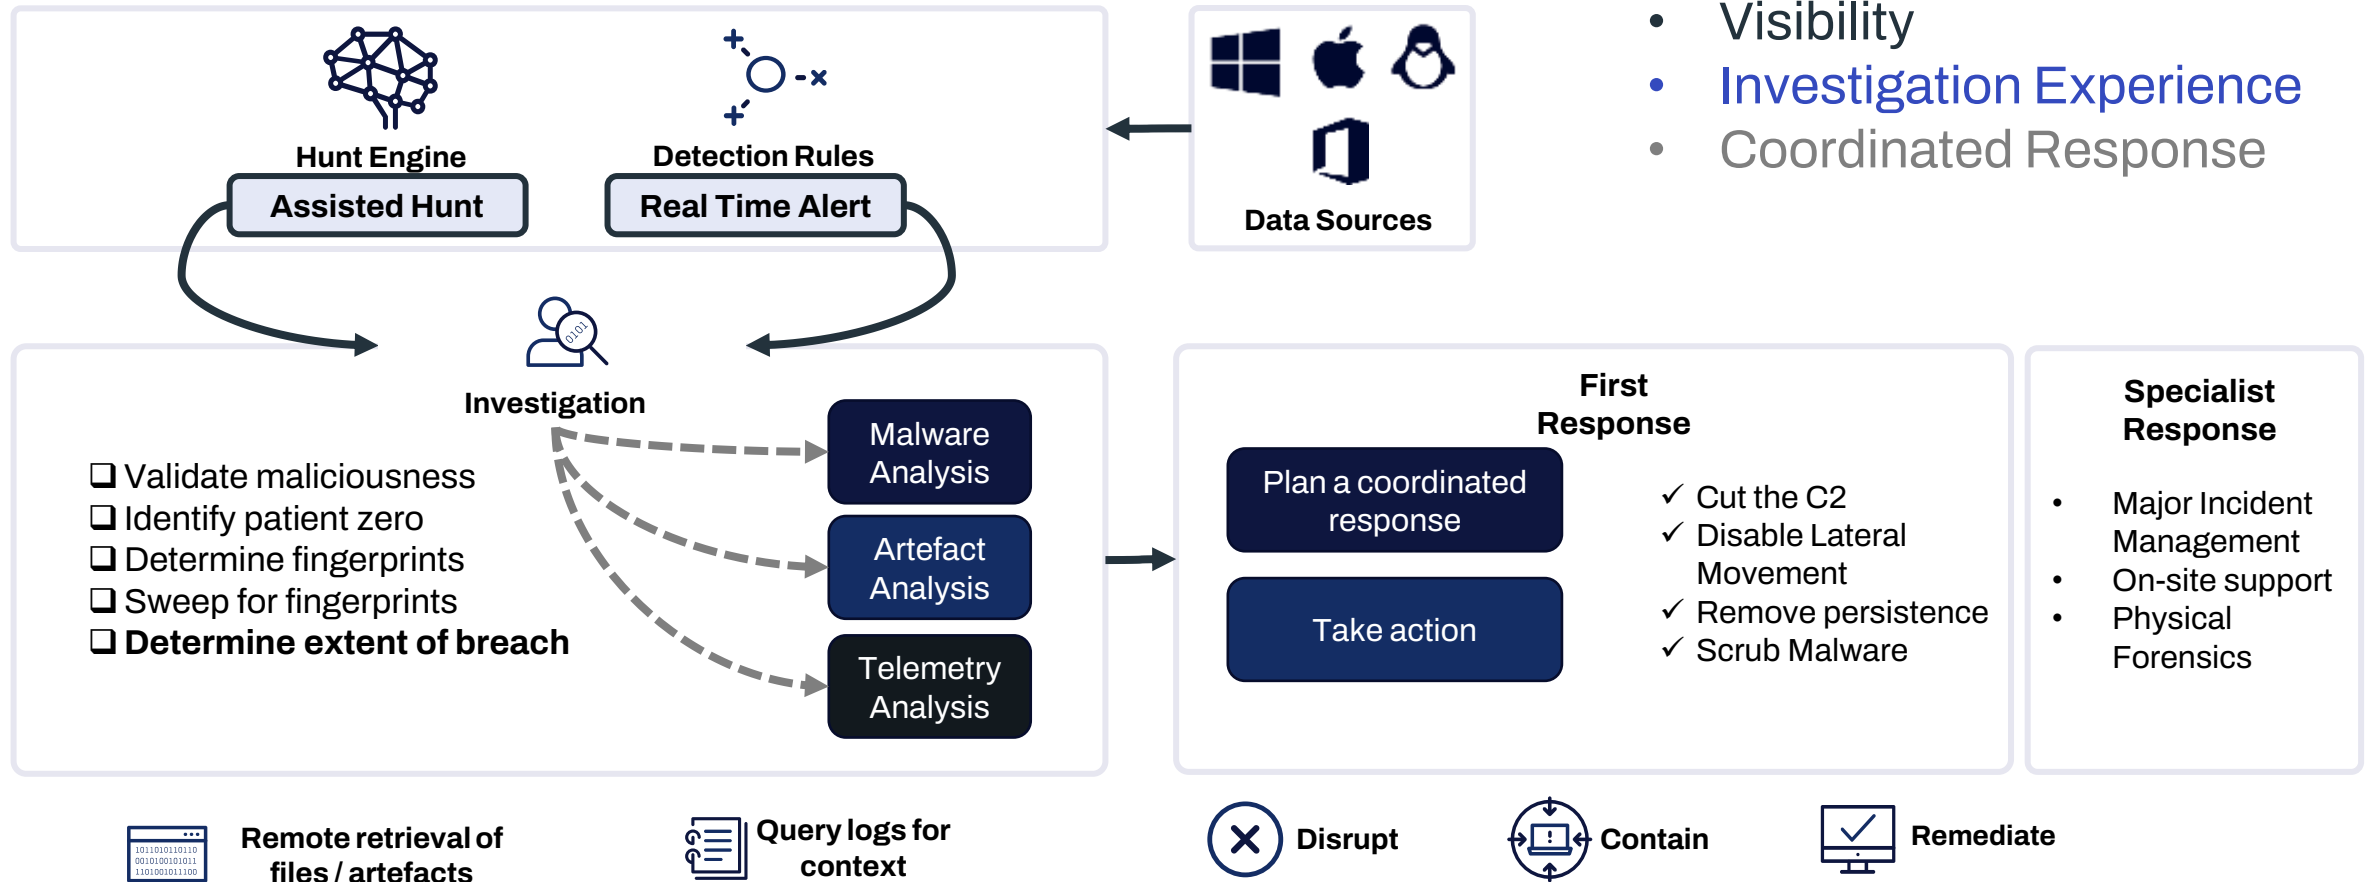 Hunt Engine
Assisted Hunt
Detection Rules
Real Time Alert
Data Sources
• Visibility
• Investigation Experience
• Coordinated Response
0101
Investigation
❑ Validate maliciousness
❑ Identify patient zero
❑ Determine fingerprints
❑ Sweep for fingerprints
❑ Determine extent of breach
Malware
Analysis
Artefact
Analysis
Telemetry
Analysis
First
Response
Plan a coordinated
response
Take action
✓ Cut the C2
✓ Disable Lateral
Movement
✓ Remove persistence
✓ Scrub Malware
Specialist
Response
• Major Incident
Management
• On-site support
• Physical
Forensics
1011010110110
0010100101011
1101001011100
Remote retrieval of
files / artefacts
Query logs for
context
Disrupt
Contain
Remediate